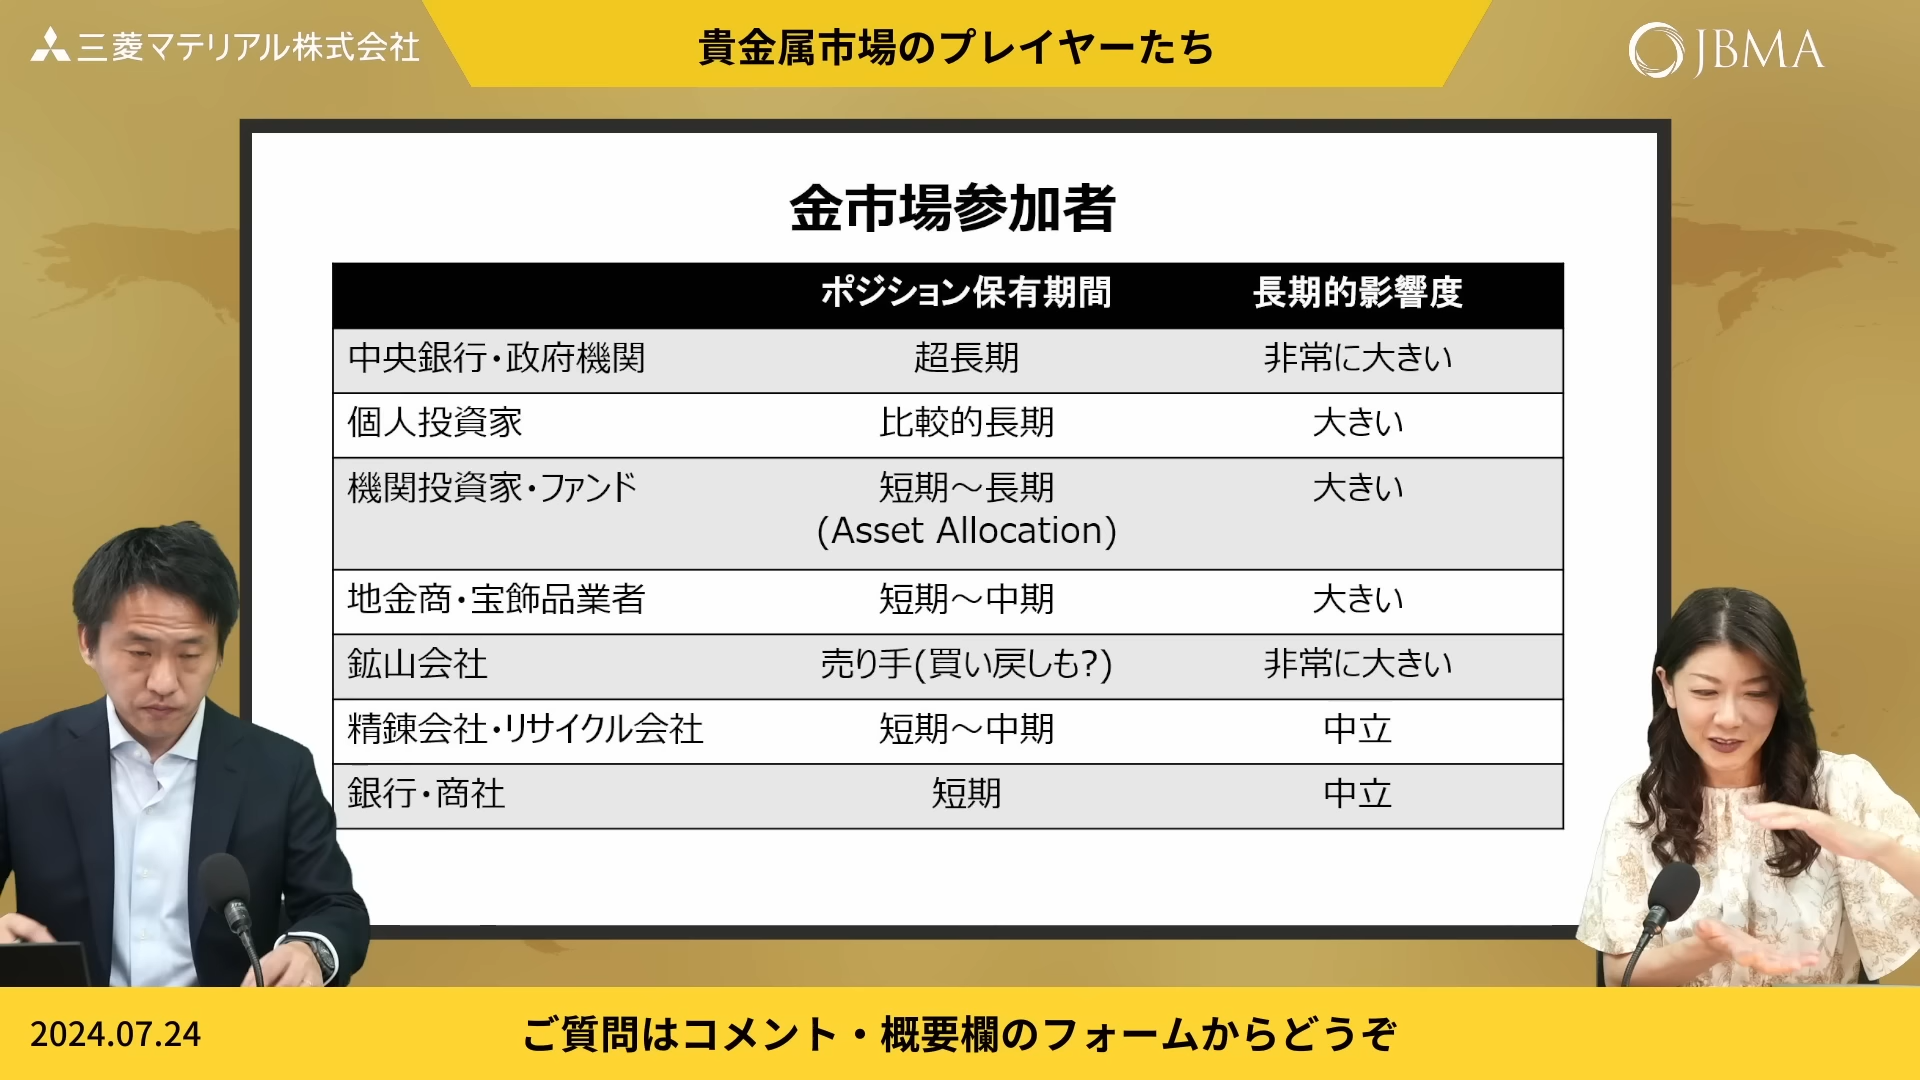 三菱マテリアル株式会社
貴金属市場のプレイヤーたち
JBMA
金市場参加者
ポジション保有期間 長期的影響度
中央銀行・政府機関 超長期 非常に大きい
個人投資家 比較的長期 大きい
機関投資家・ファンド 短期～長期 大きい
(Asset Allocation)
地金商・宝飾品業者 短期～中期 大きい
鉱山会社 売り手(買い戻しも?) 非常に大きい
精錬会社・リサイクル会社 短期～中期 中立
銀行・商社 短期 中立
2024.07.24
ご質問はコメント・概要欄のフォームからどうぞ